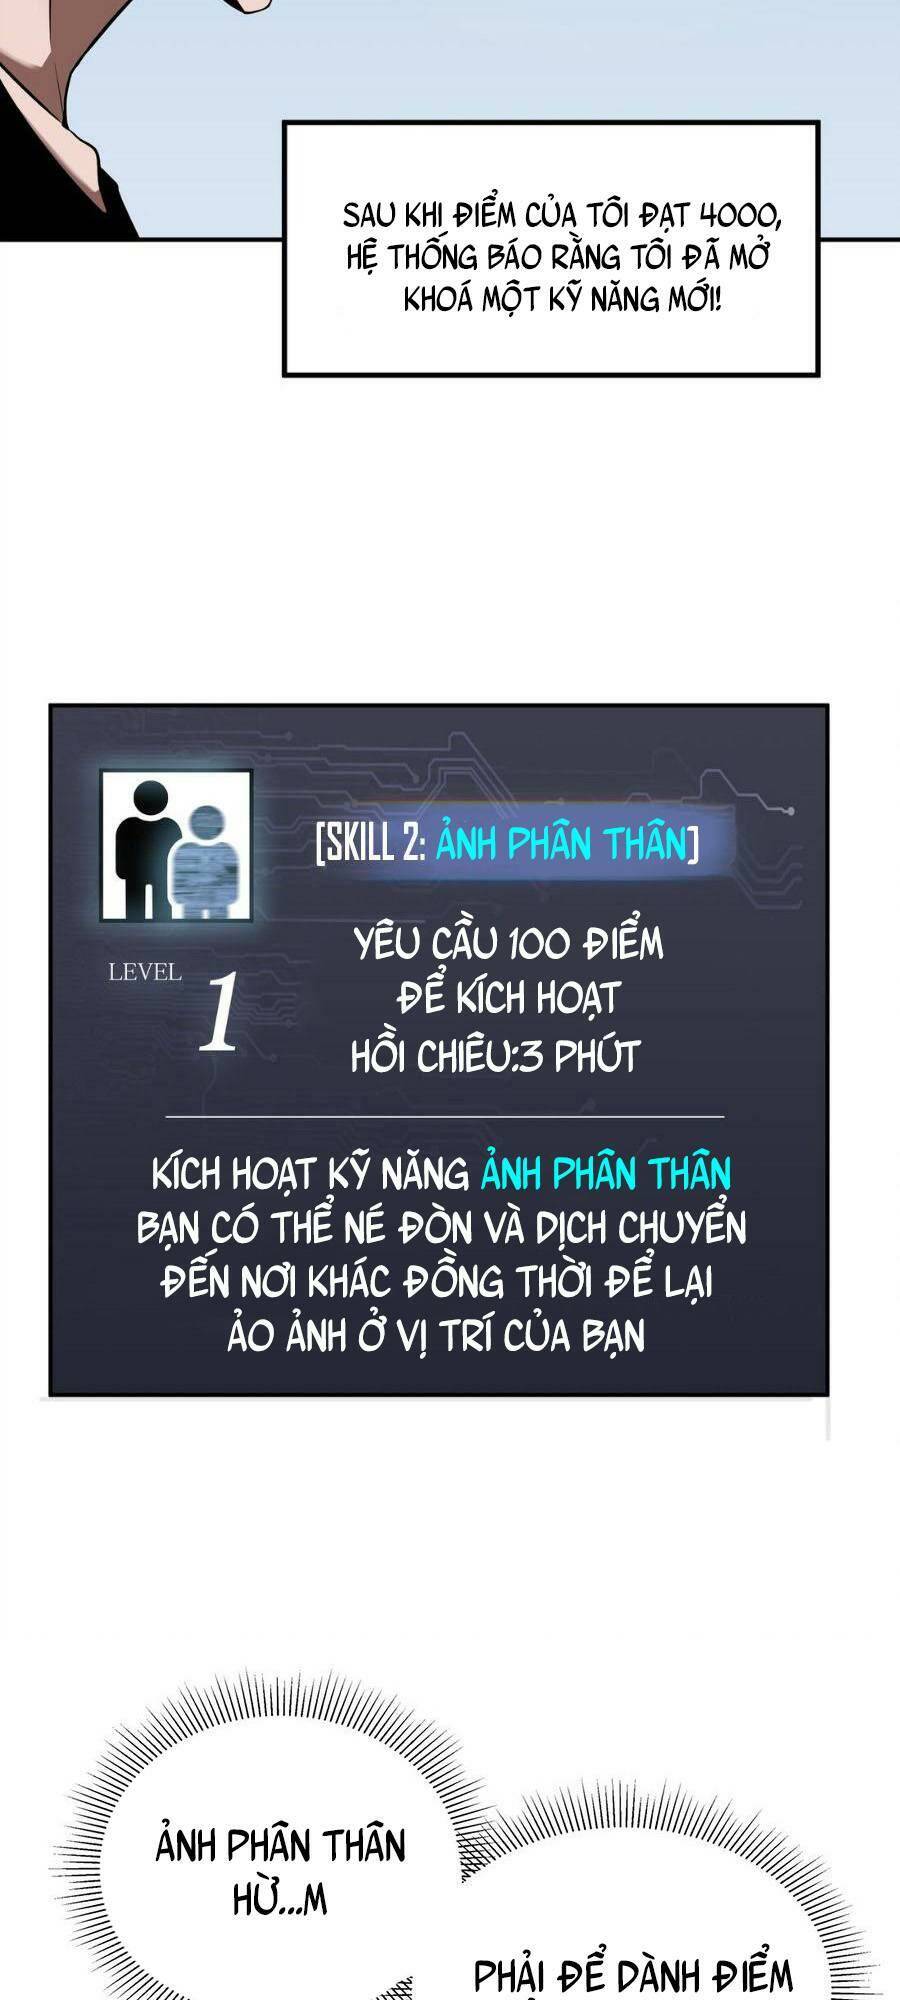 SAU KHI ĐIỂM CỦA TÔI ĐẠT 4000,
HỆ THỐNG BÁO RẰNG TÔI ĐÃ MỞ
KHOÁ MỘT KỸ NĂNG MỚI!
[SKILL 2: ẢNH PHÂN THÂN]
LEVEL 1
YÊU CẦU 100 ĐIỂM
ĐỂ KÍCH HOẠT
HỒI CHIÊU:3 PHÚT
KÍCH HOẠT KỸ NĂNG ẢNH PHÂN THÂN
BẠN CÓ THỂ NÉ ĐÒN VÀ DỊCH CHUYỂN
ĐẾN NƠI KHÁC ĐỒNG THỜI ĐỂ LẠI
ẢO ẢNH Ở VỊ TRÍ CỦA BẠN
ẢNH PHÂN THÂN
HỪ...M
PHẢI ĐỂ DÀNH ĐIỂM